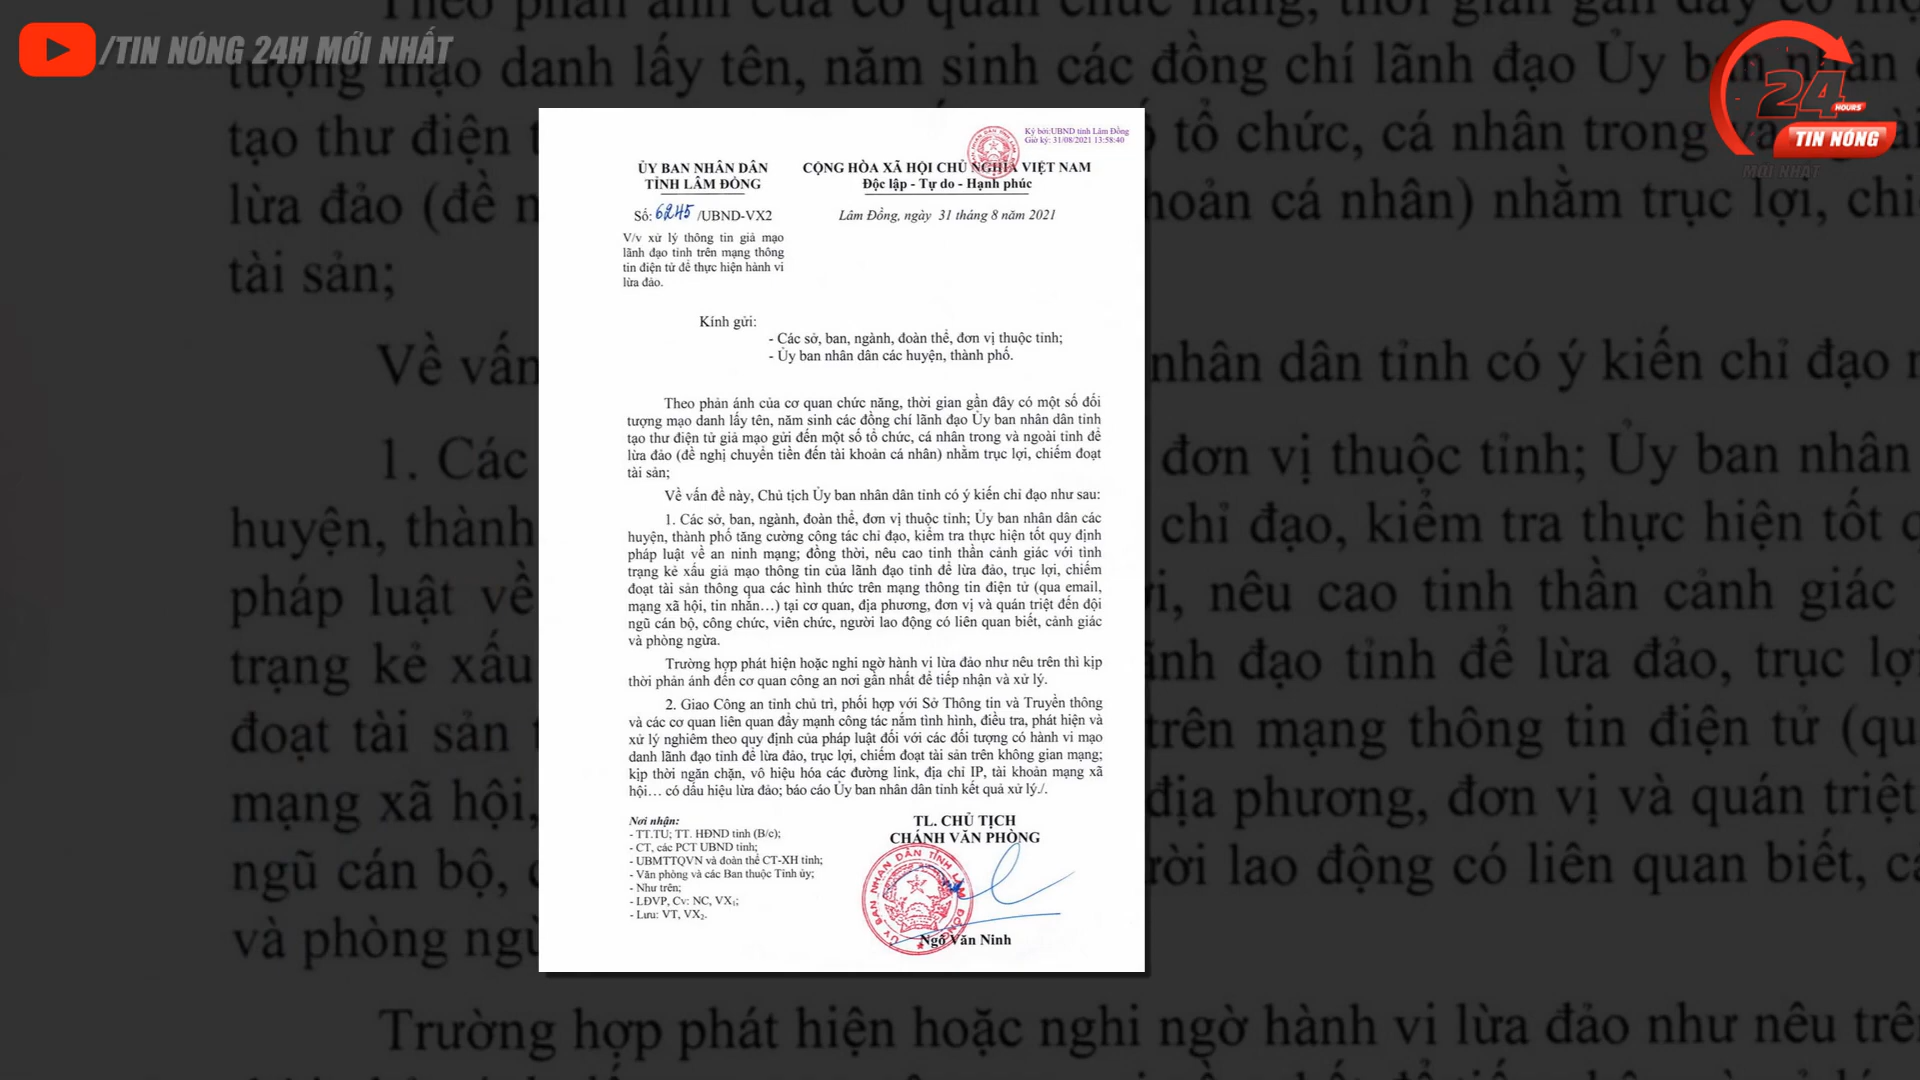 /TIN NÓNG 24H MỚI NHẤT
24
HOURS
TIN NÓNG
MỚI NHẤT
Ký bởi:UBND tỉnh Lâm Đồng
Giờ ký: 31/08/2021 13:58:40
ỦY BAN NHÂN DÂN
TỈNH LÂM ĐỒNG
CỘNG HÒA XÃ HỘI CHỦ NGHĨA VIỆT NAM
Độc lập - Tự do - Hạnh phúc
Số: 6245 /UBND-VX2
Lâm Đồng, ngày 31 tháng 8 năm 2021
V/v xử lý thông tin giả mạo
lãnh đạo tỉnh trên mạng thông
tin điện tử để thực hiện hành vi
lừa đảo.
Kính gửi:
- Các sở, ban, ngành, đoàn thể, đơn vị thuộc tỉnh;
- Ủy ban nhân dân các huyện, thành phố.
Theo phản ánh của cơ quan chức năng, thời gian gần đây có một số đối
tượng mạo danh lấy tên, năm sinh các đồng chí lãnh đạo Ủy ban nhân dân tỉnh
tạo thư điện tử giả mạo gửi đến một số tổ chức, cá nhân trong và ngoài tỉnh để
lừa đảo (đề nghị chuyển tiền đến tài khoản cá nhân) nhằm trục lợi, chiếm đoạt
tài sản;
Về vấn đề này, Chủ tịch Ủy ban nhân dân tỉnh có ý kiến chỉ đạo như sau:
1. Các sở, ban, ngành, đoàn thể, đơn vị thuộc tỉnh; Ủy ban nhân dân các
huyện, thành phố tăng cường công tác chỉ đạo, kiểm tra thực hiện tốt quy định
pháp luật về an ninh mạng; đồng thời, nêu cao tinh thần cảnh giác với tình
trạng kẻ xấu giả mạo thông tin của lãnh đạo tỉnh để lừa đảo, trục lợi, chiếm
đoạt tài sản thông qua các hình thức trên mạng thông tin điện tử (qua email,
mạng xã hội, tin nhắn…) tại cơ quan, địa phương, đơn vị và quán triệt đến đội
ngũ cán bộ, công chức, viên chức, người lao động có liên quan biết, cảnh giác
và phòng ngừa.
Trường hợp phát hiện hoặc nghi ngờ hành vi lừa đảo như nêu trên thì kịp
thời phản ánh đến cơ quan công an nơi gần nhất để tiếp nhận và xử lý.
2. Giao Công an tỉnh chủ trì, phối hợp với Sở Thông tin và Truyền thông
và các cơ quan liên quan đẩy mạnh công tác nắm tình hình, điều tra, phát hiện và
xử lý nghiêm theo quy định của pháp luật đối với các đối tượng có hành vi mạo
danh lãnh đạo tỉnh để lừa đảo, trục lợi, chiếm đoạt tài sản trên không gian mạng;
kịp thời ngăn chặn, vô hiệu hóa các đường link, địa chỉ IP, tài khoản mạng xã
hội… có dấu hiệu lừa đảo; báo cáo Ủy ban nhân dân tỉnh kết quả xử lý./.
Nơi nhận:
- TT.TU; TT. HĐND tỉnh (B/c);
- CT, các PCT UBND tỉnh;
- UBMTTQVN và đoàn thể CT-XH tỉnh;
- Văn phòng và các Ban thuộc Tỉnh ủy;
- Như trên;
- LĐVP, Cv: NC, VX₁;
- Lưu: VT, VX₂.
TL. CHỦ TỊCH
CHÁNH VĂN PHÒNG
ỦY BAN NHÂN DÂN TỈNH LÂM ĐỒNG
Ngô Văn Ninh